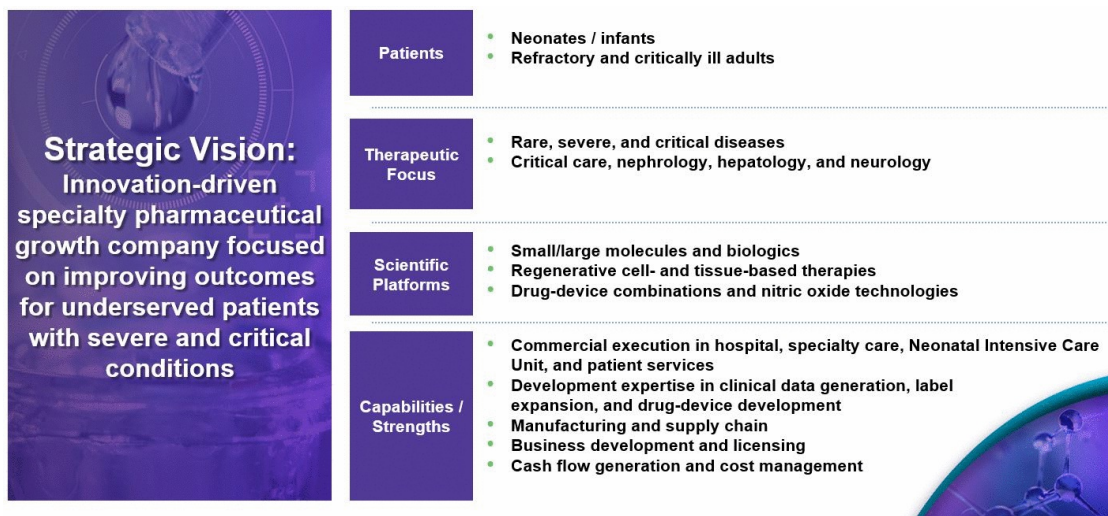 Strategic Vision:
Innovation-driven
specialty pharmaceutical
growth company focused
on improving outcomes
for underserved patients
with severe and critical
conditions
Patients
• Neonates / infants
• Refractory and critically ill adults
Therapeutic
Focus
• Rare, severe, and critical diseases
• Critical care, nephrology, hepatology, and neurology
Scientific
Platforms
• Small/large molecules and biologics
• Regenerative cell- and tissue-based therapies
• Drug-device combinations and nitric oxide technologies
Capabilities /
Strengths
• Commercial execution in hospital, specialty care, Neonatal Intensive Care
Unit, and patient services
• Development expertise in clinical data generation, label
expansion, and drug-device development
• Manufacturing and supply chain
• Business development and licensing
• Cash flow generation and cost management